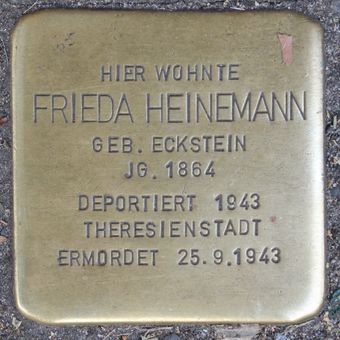 HIER WOHNTE
FRIEDA HEINEMANN
GEB. ECKSTEIN
JG. 1864
DEPORTIERT 1943
THERESIENSTADT
ERMORDET 25.9.1943